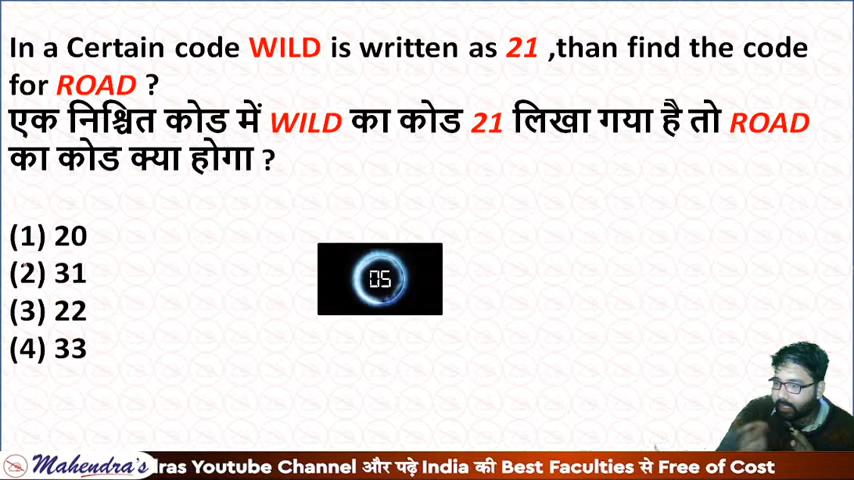 In a Certain code WILD is written as 21 ,than find the code
for ROAD ?
एक निश्चित कोड में WILD का कोड 21 लिखा गया है तो ROAD
का कोड क्या होगा ?
(1) 20
(2) 31
(3) 22
(4) 33
05
Mahendra's
dras Youtube Channel और पढ़े India की Best Faculties से Free of Cost